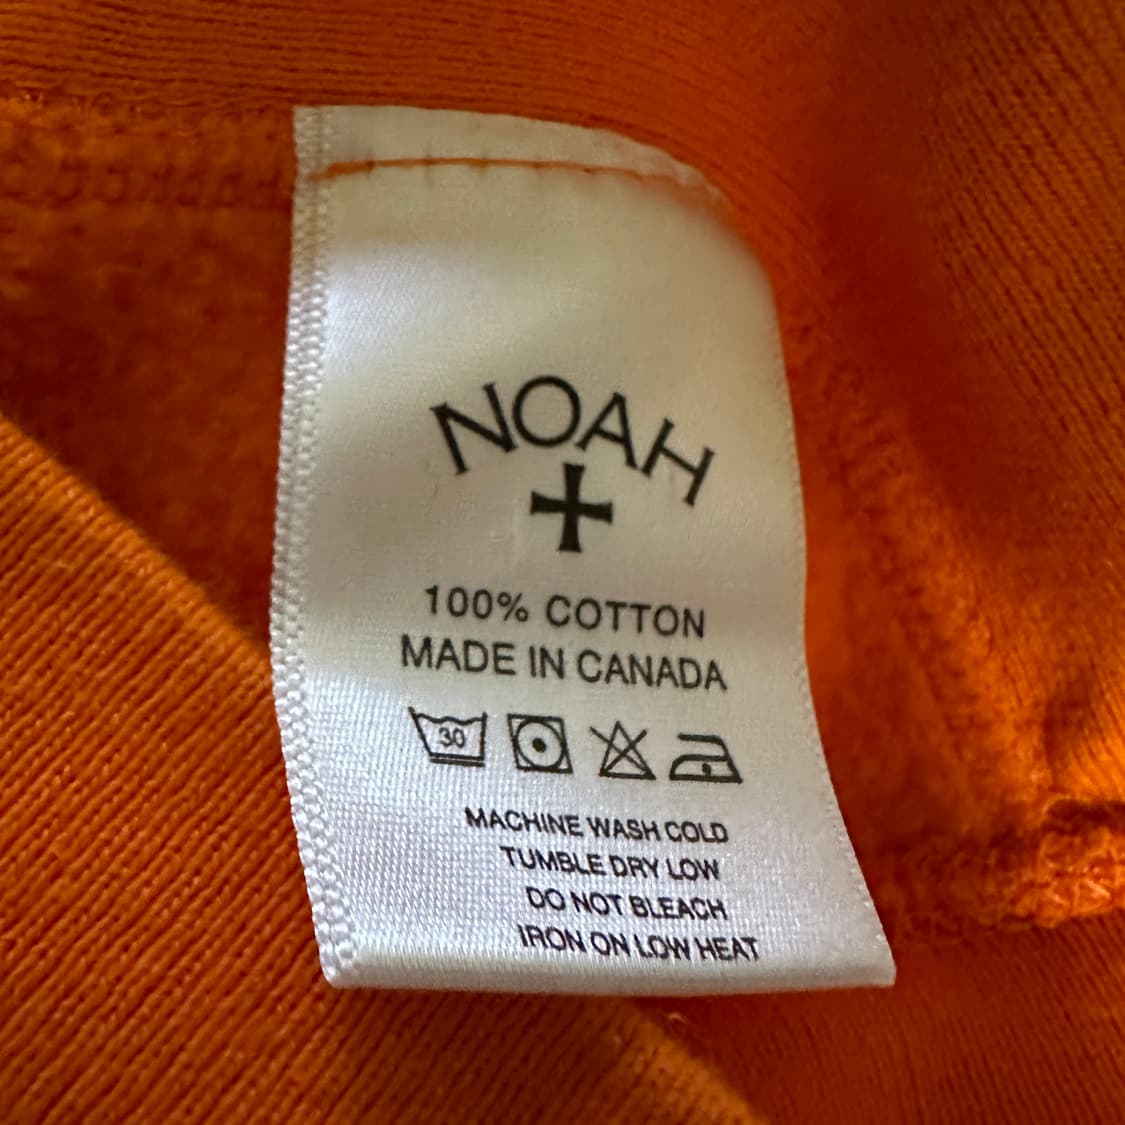 NOAH
100% COTTON
MADE IN CANADA
30
MACHINE WASH COLD
TUMBLE DRY LOW
DO NOT BLEACH
IRON ON LOW HEAT